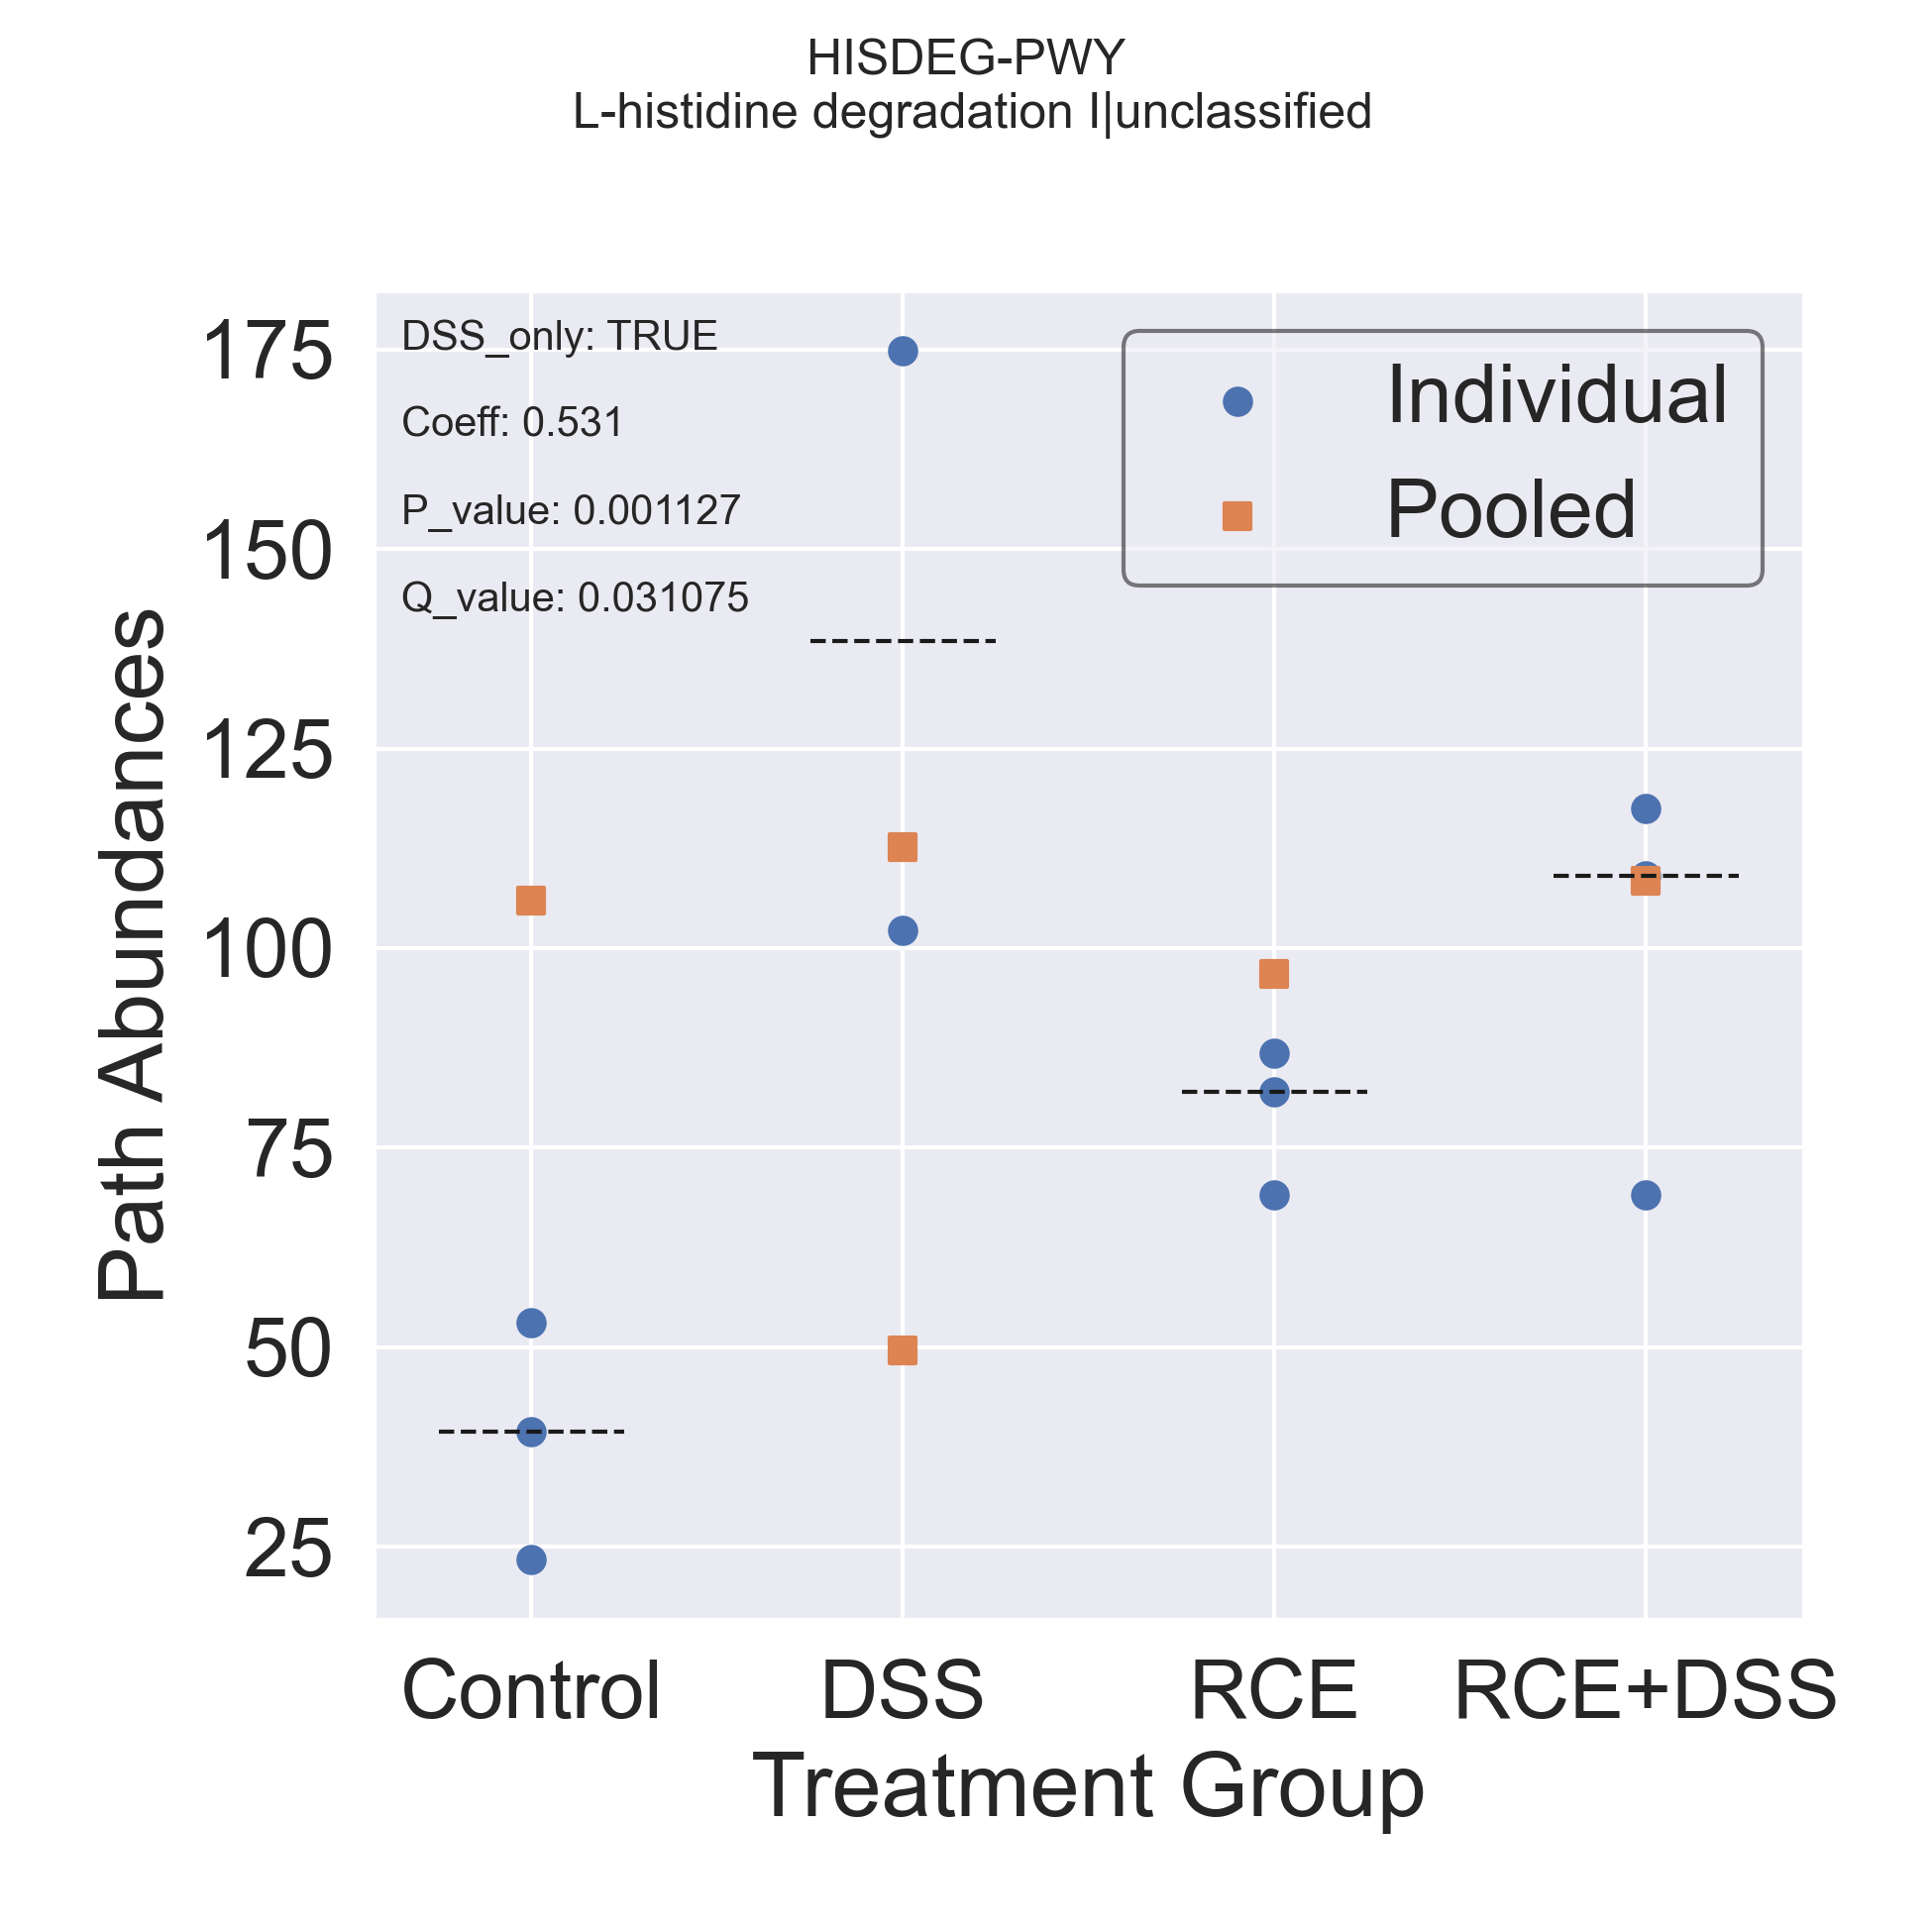 HISDEG-PWY
L-histidine degradation I|unclassified
DSS_only: TRUE
Coeff: 0.531
P_value: 0.001127
Q_value: 0.031075
Individual
Pooled
175
150
125
100
75
50
25
Path Abundances
Control DSS RCE RCE+DSS
Treatment Group